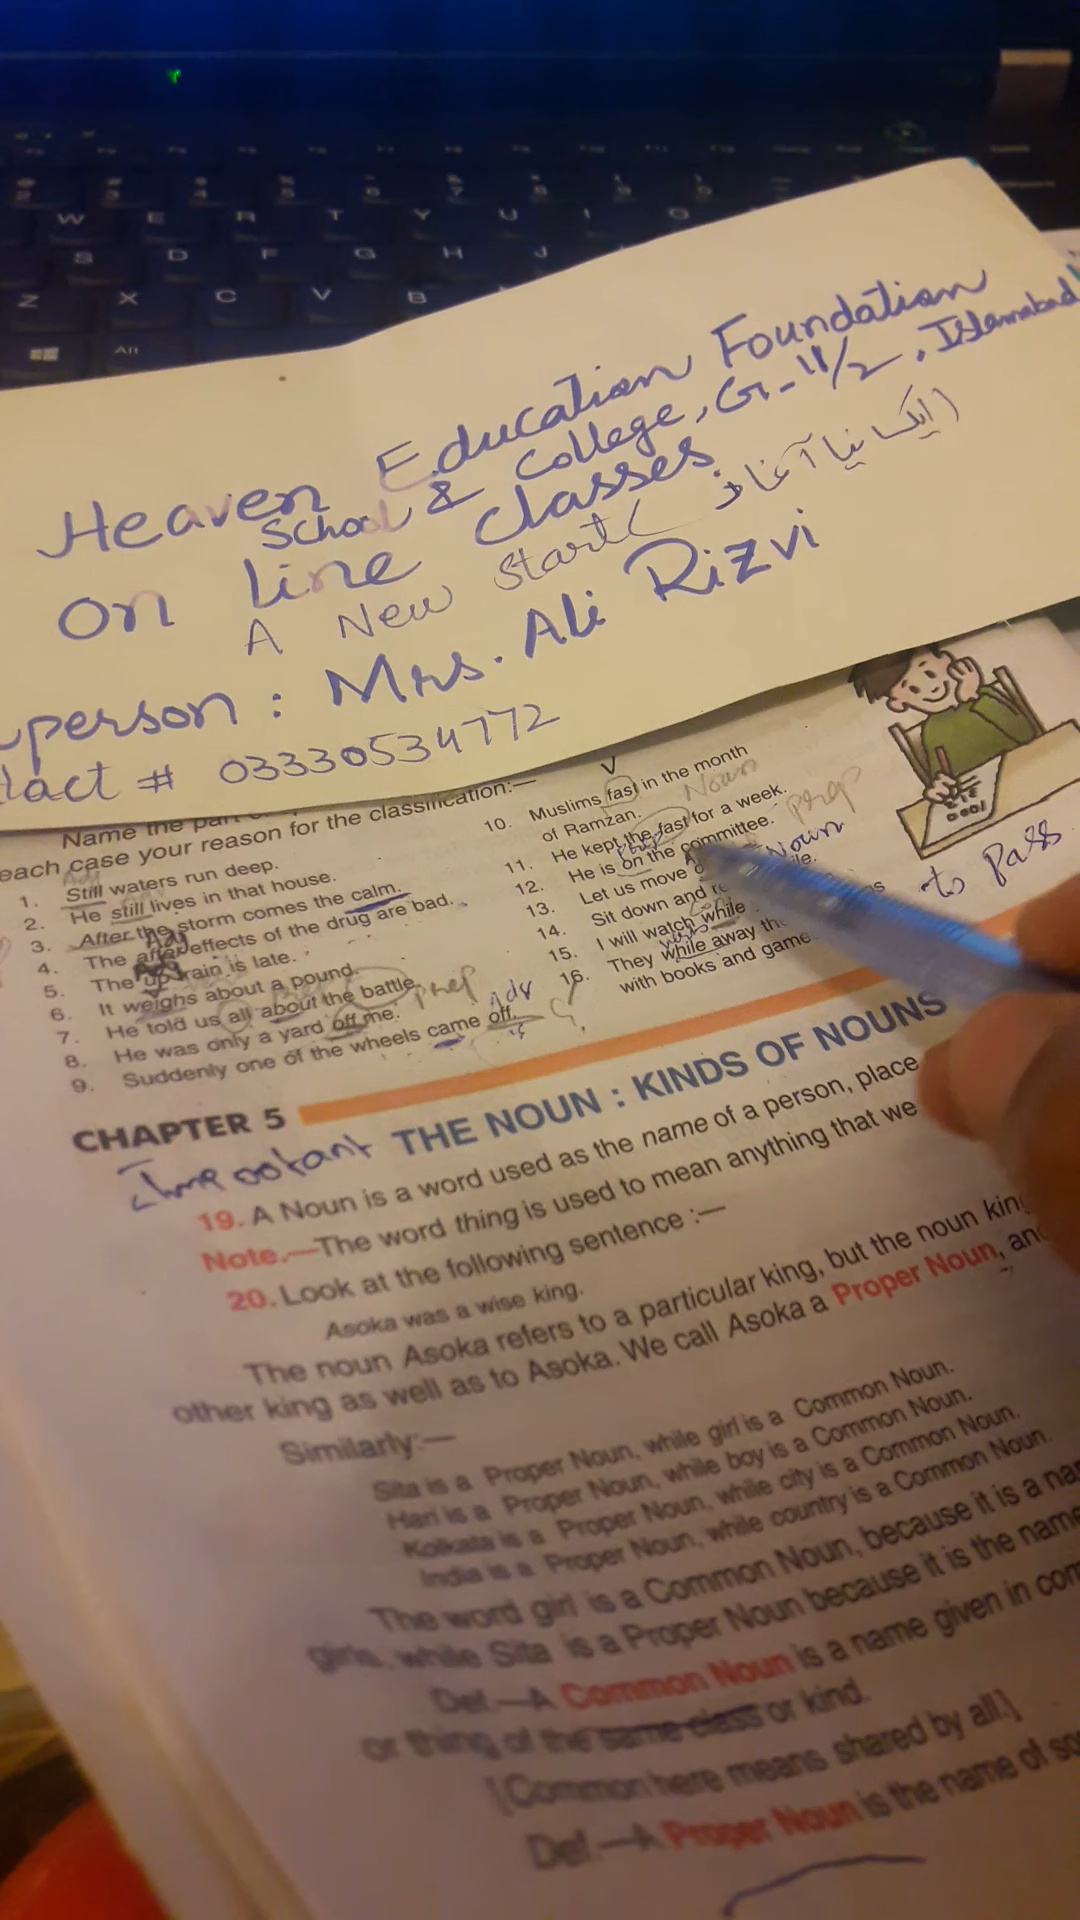 Heaven Education Foundation
School & College, G-11/2, Islamabad
On line classes.
A New Start (ایک نیا آغاز)
person: Mrs. Ali Rizvi
tact # 03330534772
Name the part
each case your reason for the classification:—
1. Still waters run deep.
2. He still lives in that house.
3. After the storm comes the calm.
4. The after effects of the drug are bad.
5. The up train is late.
6. It weighs about a pound.
7. He told us all about the battle.
8. He was only a yard off me.
9. Suddenly one of the wheels came off.
Adj
Adj
prep
Adv
10. Muslims fast in the month
of Ramzan.
11. He kept the fast for a week.
12. He is on the committee.
13. Let us move
14. Sit down and
15. I will watch while
16. They while away the
with books and game
V
Noun
prep
Noun
to pass
CHAPTER 5
THE NOUN : KINDS OF NOUNS
Imeootant
19. A Noun is a word used as the name of a person, place
Note.—The word thing is used to mean anything that we
20. Look at the following sentence :—
Asoka was a wise king.
The noun Asoka refers to a particular king, but the noun king
other king as well as to Asoka. We call Asoka a Proper Noun, and
Similarly:—
Sita is a Proper Noun, while girl is a Common Noun.
Hari is a Proper Noun, while boy is a Common Noun.
Kolkata is a Proper Noun, while city is a Common Noun.
India is a Proper Noun, while country is a Common Noun.
The word girl is a Common Noun, because it is a na
girls, while Sita is a Proper Noun because it is the name
Def.—A Common Noun is a name given in com
or thing of the same class or kind.
[Common here means shared by all.]
Def.—A Proper Noun is the name of so